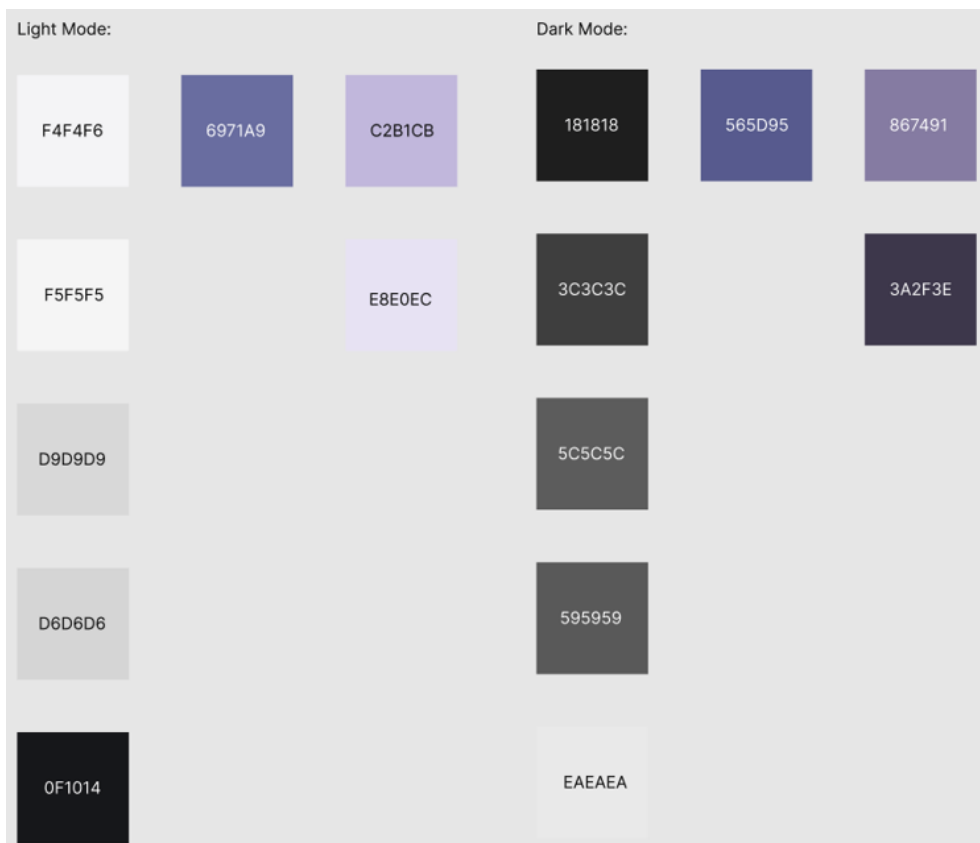 Light Mode:
F4F4F6
6971A9
C2B1CB
F5F5F5
E8E0EC
D9D9D9
D6D6D6
0F1014
Dark Mode:
181818
565D95
867491
3C3C3C
3A2F3E
5C5C5C
595959
EAEAEA